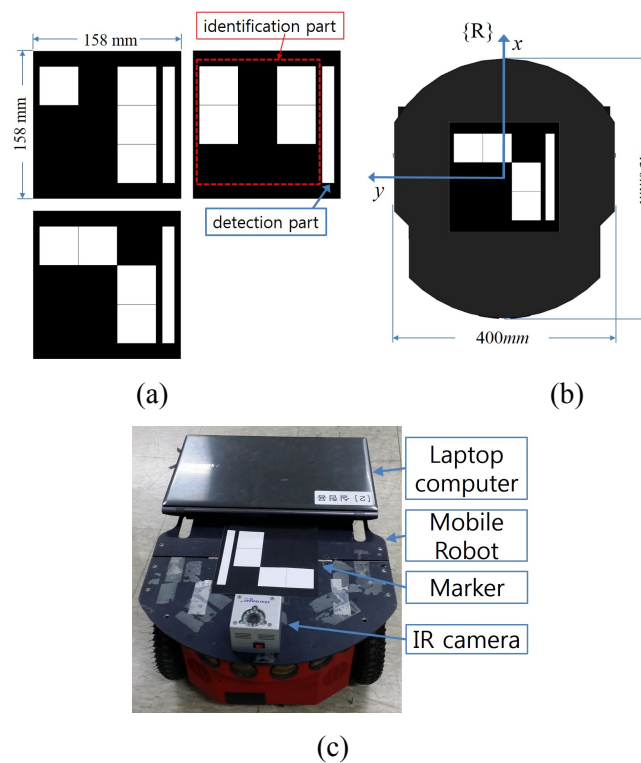 (a)
158 mm
158 mm
identification part
detection part
{R}
x
y
400mm
(b)
Laptop
computer
Mobile
Robot
Marker
IR camera
(c)